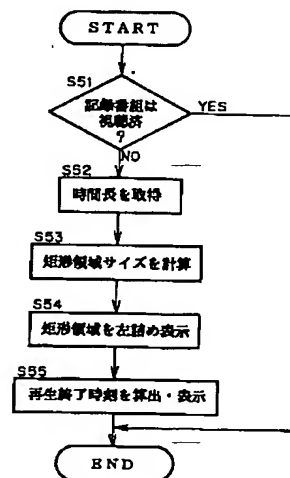 START
S51
記録番組は
視聴済
?
YES
NO
S52
時間長を取得
S53
矩形領域サイズを計算
S54
矩形領域を左詰め表示
S55
再生終了時刻を算出・表示
END